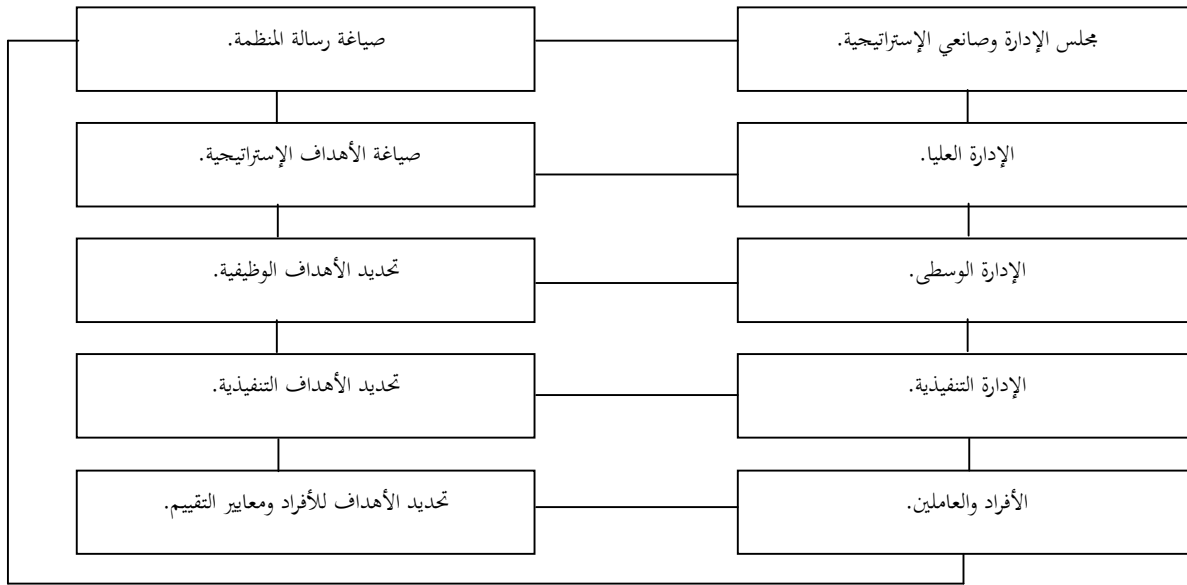 مجلس الإدارة وصانعي الإستراتيجية.
صياغة رسالة المنظمة.
الإدارة العليا.
صياغة الأهداف الإستراتيجية.
الإدارة الوسطى.
تحديد الأهداف الوظيفية.
الإدارة التنفيذية.
تحديد الأهداف التنفيذية.
الأفراد والعاملين.
تحديد الأهداف للأفراد ومعايير التقييم.